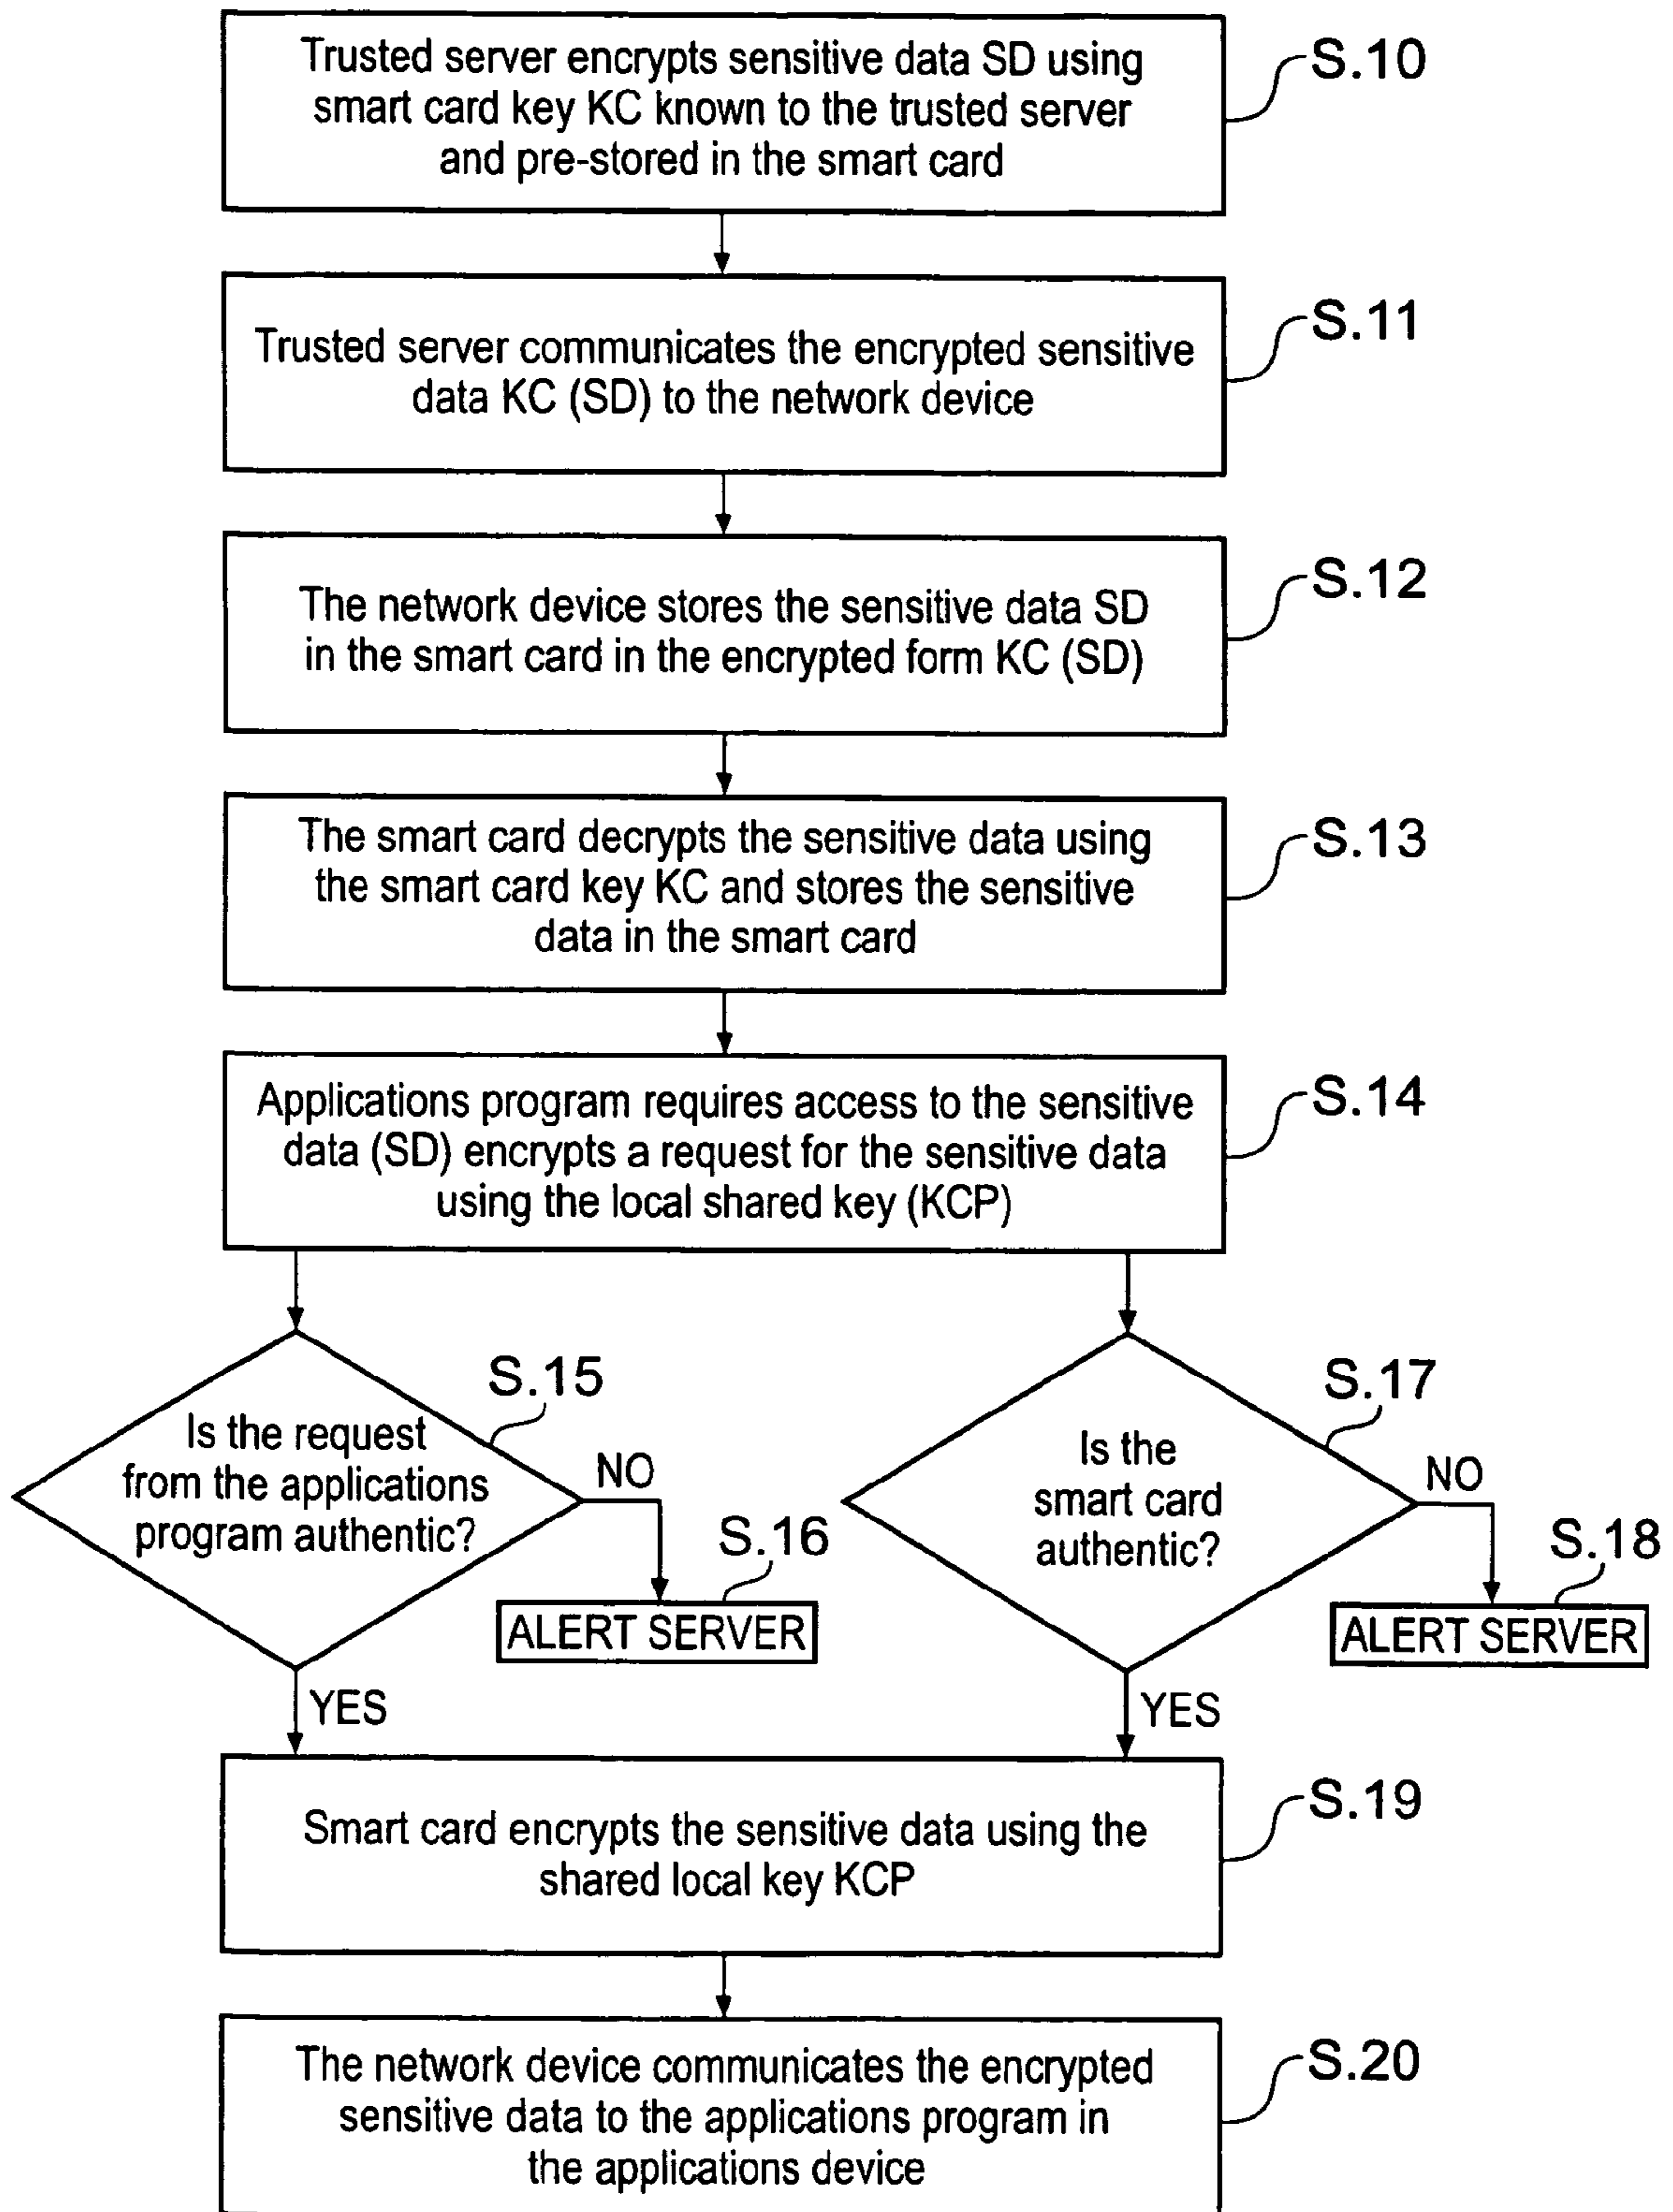 Trusted server encrypts sensitive data SD using
smart card key KC known to the trusted server
and pre-stored in the smart card
S.10
Trusted server communicates the encrypted sensitive
data KC (SD) to the network device
S.11
The network device stores the sensitive data SD
in the smart card in the encrypted form KC (SD)
S.12
The smart card decrypts the sensitive data using
the smart card key KC and stores the sensitive
data in the smart card
S.13
Applications program requires access to the sensitive
data (SD) encrypts a request for the sensitive data
using the local shared key (KCP)
S.14
Is the request
from the applications
program authentic?
S.15
NO
S.16
ALERT SERVER
YES
Is the
smart card
authentic?
S.17
NO
S.18
ALERT SERVER
YES
Smart card encrypts the sensitive data using the
shared local key KCP
S.19
The network device communicates the encrypted
sensitive data to the applications program in
the applications device
S.20